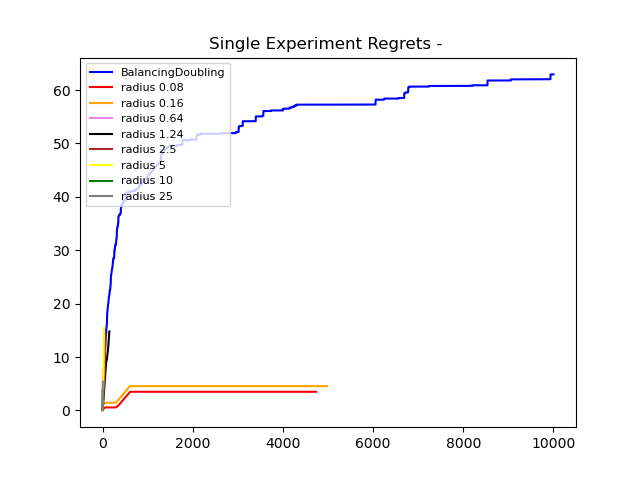 Single Experiment Regrets -
BalancingDoubling
radius 0.08
radius 0.16
radius 0.64
radius 1.24
radius 2.5
radius 5
radius 10
radius 25
60
50
40
30
20
10
0
0 2000 4000 6000 8000 10000